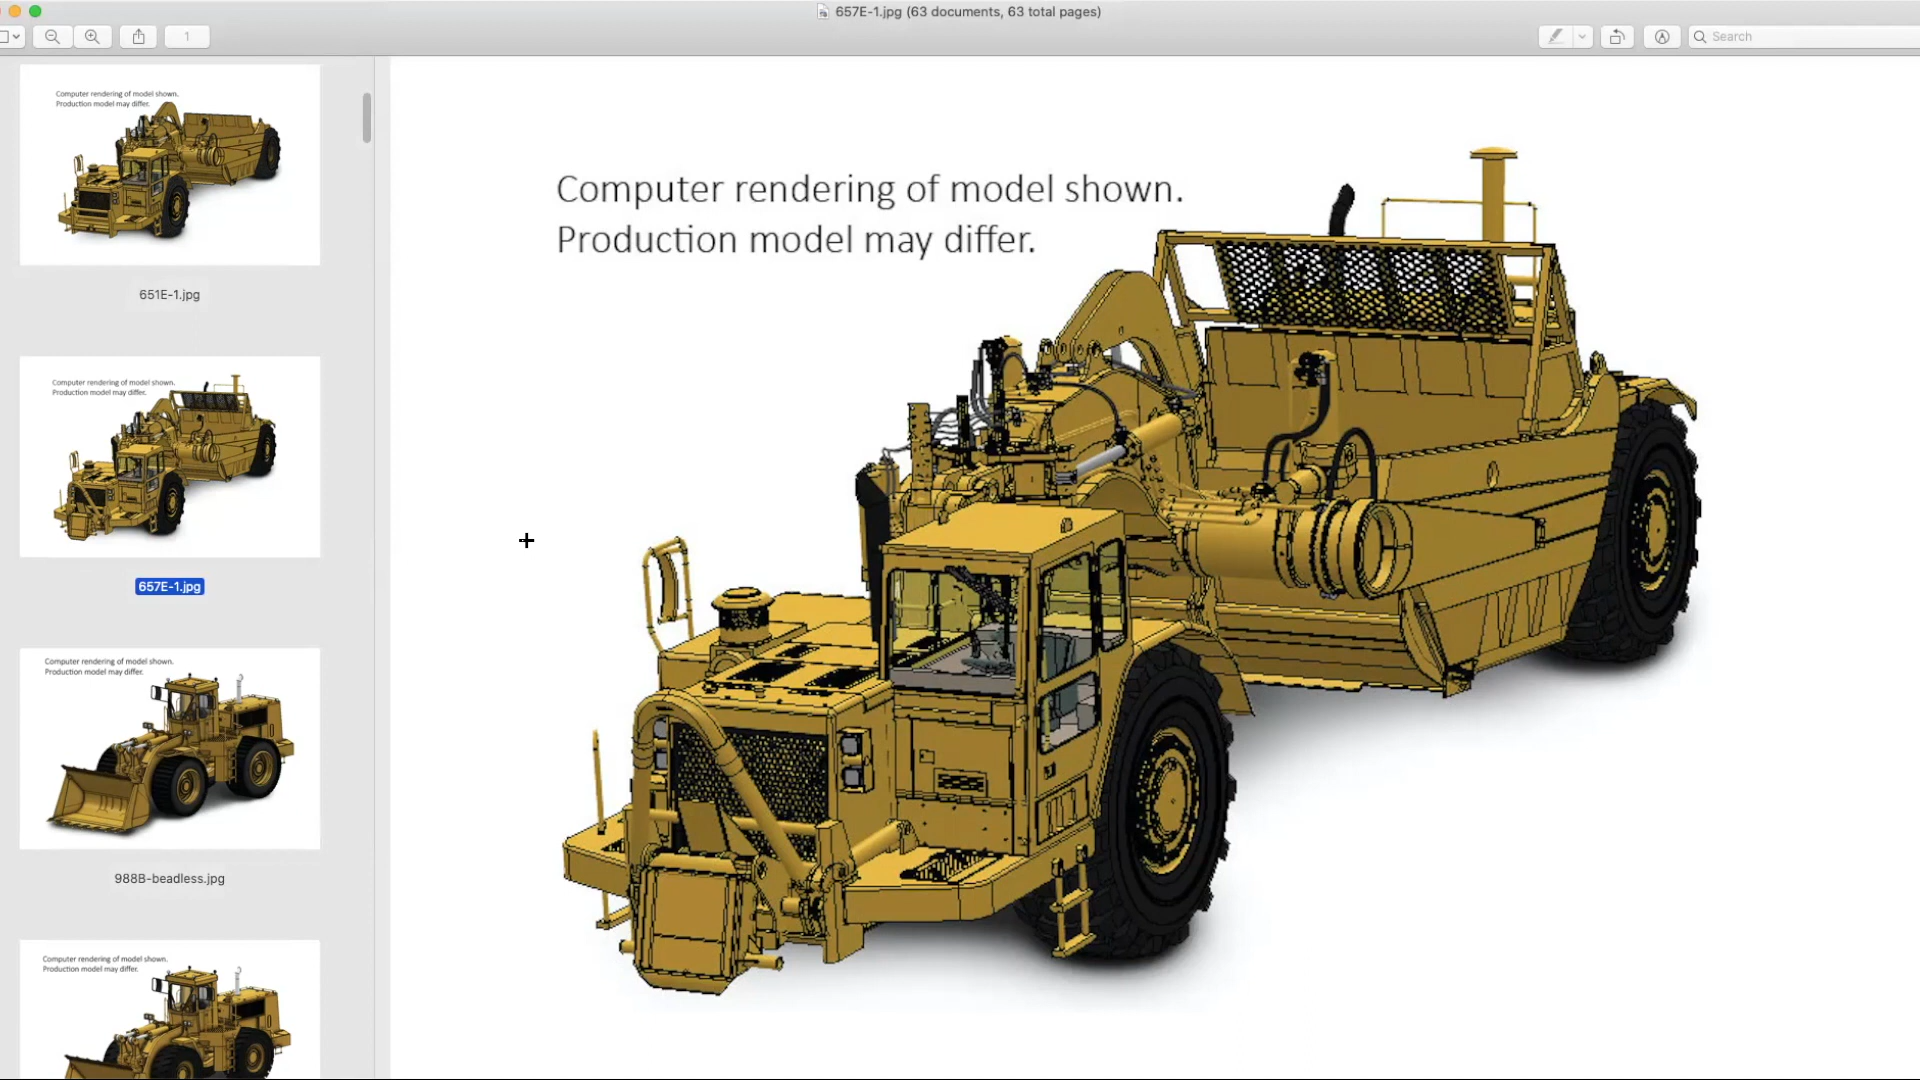 657E-1.jpg (63 documents, 63 total pages)
1
Search
Computer rendering of model shown.
Production model may differ.
651E-1.jpg
Computer rendering of model shown.
Production model may differ.
657E-1.jpg
Computer rendering of model shown.
Production model may differ.
988B-beadless.jpg
Computer rendering of model shown.
Production model may differ.
Computer rendering of model shown.
Production model may differ.